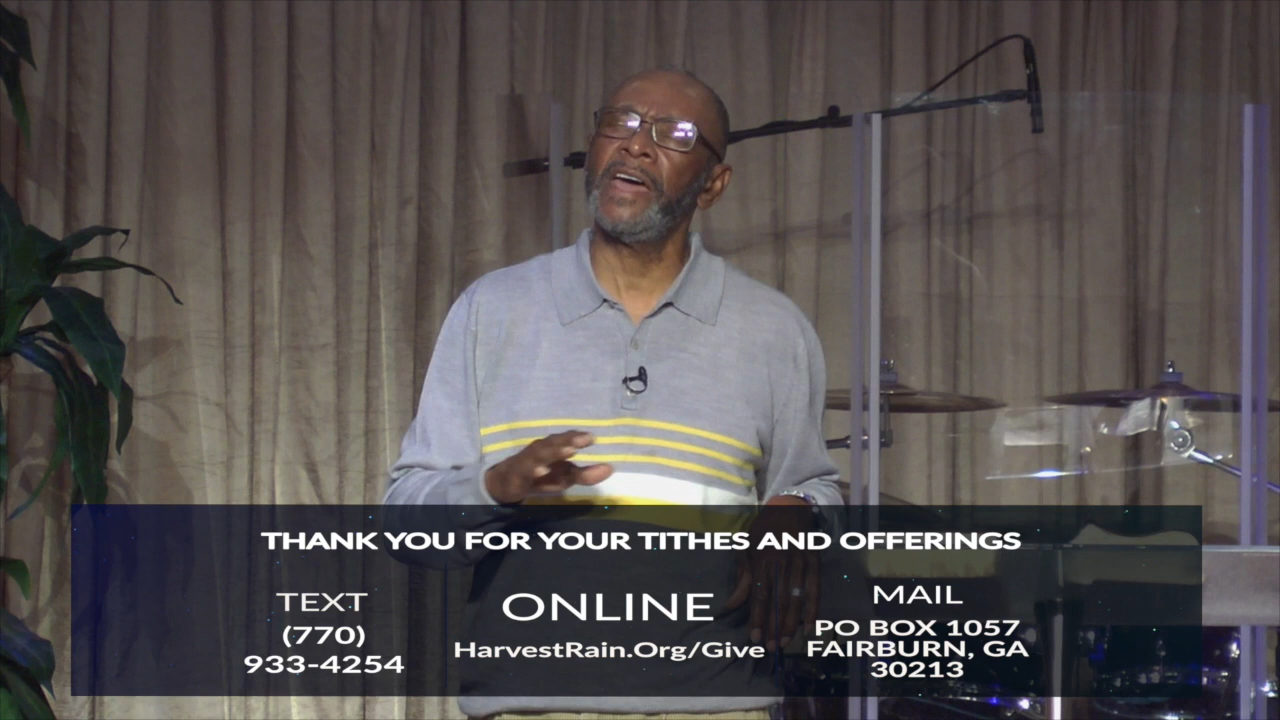 THANK YOU FOR YOUR TITHES AND OFFERINGS
TEXT
(770)
933-4254
ONLINE
HarvestRain.Org/Give
MAIL
PO BOX 1057
FAIRBURN, GA
30213